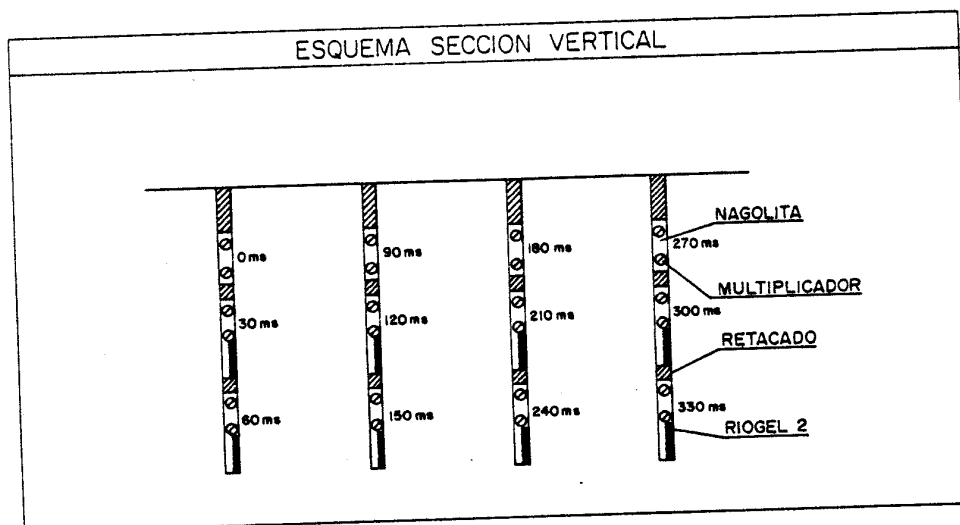 ESQUEMA SECCION VERTICAL
NAGOLITA
0 ms
90 ms
180 ms
270 ms
MULTIPLICADOR
30 ms
120 ms
210 ms
300 ms
RETACADO
60 ms
150 ms
240 ms
330 ms
RIOGEL 2